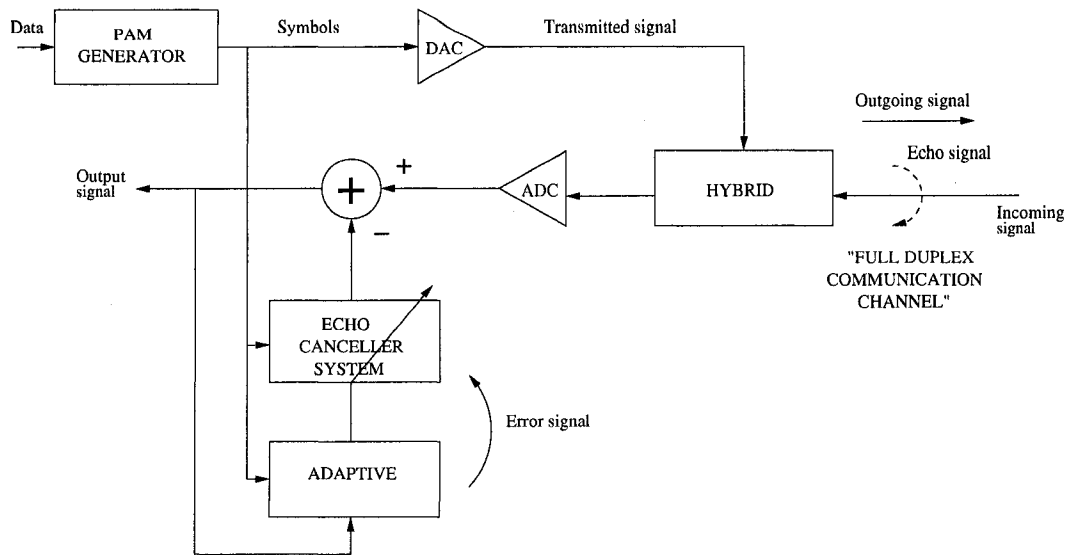 Data
PAM
GENERATOR
Symbols
DAC
Transmitted signal
Outgoing signal
Echo signal
Output
signal
+
+
ADC
HYBRID
Incoming
signal
−
"FULL DUPLEX
COMMUNICATION
CHANNEL"
ECHO
CANCELLER
SYSTEM
Error signal
ADAPTIVE